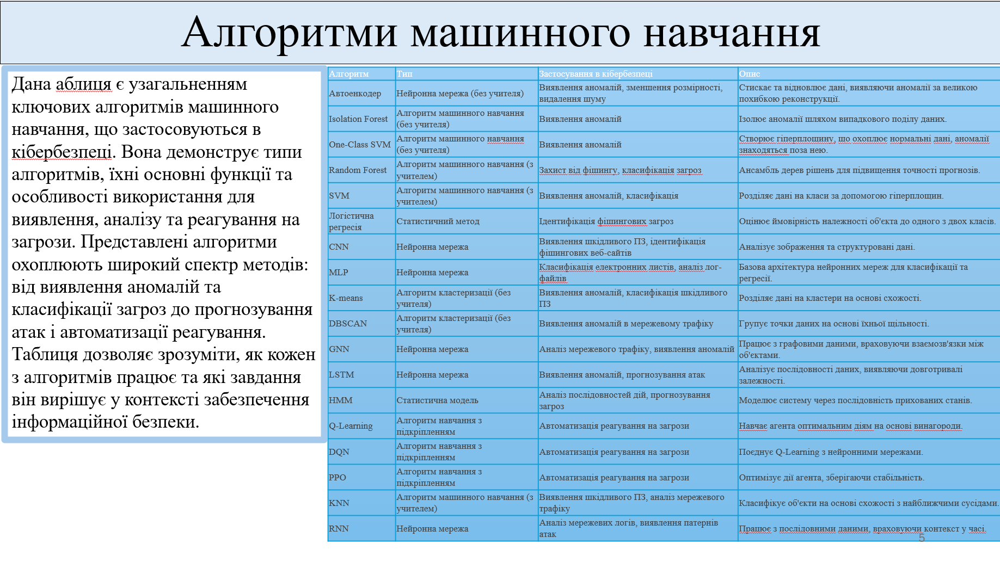 Алгоритми машинного навчання
Дана аблиця є узагальненням
ключових алгоритмів машинного
навчання, що застосовуються в
кібербезпеці. Вона демонструє типи
алгоритмів, їхні основні функції та
особливості використання для
виявлення, аналізу та реагування на
загрози. Представлені алгоритми
охоплюють широкий спектр методів:
від виявлення аномалій та
класифікації загроз до прогнозування
атак і автоматизації реагування.
Таблиця дозволяє зрозуміти, як кожен
з алгоритмів працює та які завдання
він вирішує у контексті забезпечення
інформаційної безпеки.
Алгоритм
Тип
Застосування в кібербезпеці
Опис
Автоенкодер
Нейронна мережа (без учителя)
Виявлення аномалій, зменшення розмірності,
видалення шуму
Стискає та відновлює дані, виявляючи аномалії за великою
похибкою реконструкції.
Isolation Forest
Алгоритм машинного навчання
(без учителя)
Виявлення аномалій
Ізолює аномалії шляхом випадкового поділу даних.
One-Class SVM
Алгоритм машинного навчання
(без учителя)
Виявлення аномалій
Створює гіперплощину, що охоплює нормальні дані, аномалії
знаходяться поза нею.
Random Forest
Алгоритм машинного навчання (з
учителем)
Захист від фішингу, класифікація загроз
Ансамбль дерев рішень для підвищення точності прогнозів.
SVM
Алгоритм машинного навчання (з
учителем)
Виявлення аномалій, класифікація
Розділяє дані на класи за допомогою гіперплощин.
Логістична
регресія
Статистичний метод
Ідентифікація фішингових загроз
Оцінює ймовірність належності об'єкта до одного з двох класів.
CNN
Нейронна мережа
Виявлення шкідливого ПЗ, ідентифікація
фішингових веб-сайтів
Аналізує зображення та структуровані дані.
MLP
Нейронна мережа
Класифікація електронних листів, аналіз лог-
файлів
Базова архітектура нейронних мереж для класифікації та
регресії.
K-means
Алгоритм кластеризації (без
учителя)
Виявлення аномалій, класифікація шкідливого
ПЗ
Розділяє дані на кластери на основі схожості.
DBSCAN
Алгоритм кластеризації (без
учителя)
Виявлення аномалій в мережевому трафіку
Групує точки даних на основі їхньої щільності.
GNN
Нейронна мережа
Аналіз мережевого трафіку, виявлення аномалій
Працює з графовими даними, враховуючи взаємозв'язки між
об'єктами.
LSTM
Нейронна мережа
Виявлення аномалій, прогнозування атак
Аналізує послідовності даних, виявляючи довготривалі
залежності.
HMM
Статистична модель
Аналіз послідовностей дій, прогнозування
загроз
Моделює систему через послідовність прихованих станів.
Q-Learning
Алгоритм навчання з
підкріпленням
Автоматизація реагування на загрози
Навчає агента оптимальним діям на основі винагороди.
DQN
Алгоритм навчання з
підкріпленням
Автоматизація реагування на загрози
Поєднує Q-Learning з нейронними мережами.
PPO
Алгоритм навчання з
підкріпленням
Автоматизація реагування на загрози
Оптимізує дії агента, зберігаючи стабільність.
KNN
Алгоритм машинного навчання (з
учителем)
Виявлення шкідливого ПЗ, аналіз мережевого
трафіку
Класифікує об'єкти на основі схожості з найближчими сусідами.
RNN
Нейронна мережа
Аналіз мережевих логів, виявлення патернів
атак
Працює з послідовними даними, враховуючи контекст у часі.
5